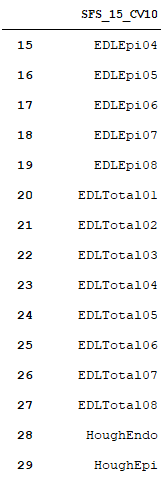 SFS_15_CV10
15 EDLEpi04
16 EDLEpi05
17 EDLEpi06
18 EDLEpi07
19 EDLEpi08
20 EDLTotal01
21 EDLTotal02
22 EDLTotal03
23 EDLTotal04
24 EDLTotal05
25 EDLTotal06
26 EDLTotal07
27 EDLTotal08
28 HoughEndo
29 HoughEpi